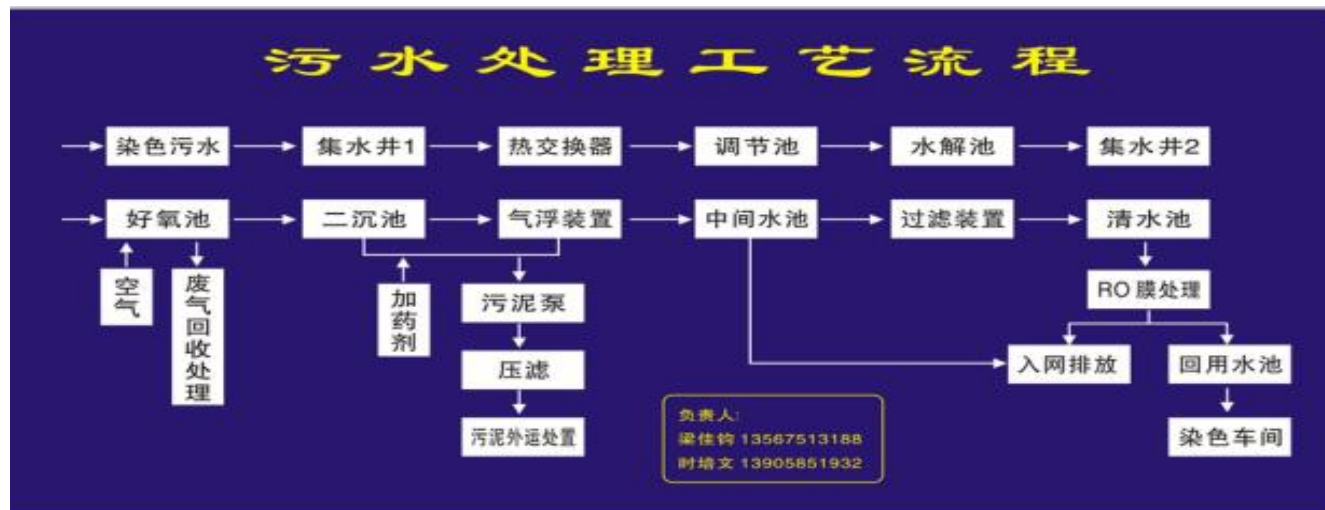 污水处理工艺流程
染色污水 集水井1 热交换器 调节池 水解池 集水井2
好氧池 二沉池 气浮装置 中间水池 过滤装置 清水池
空气
废气回收处理
加药剂
污泥泵
RO膜处理
压滤
入网排放 回用水池
污泥外运处置
染色车间
负责人:
梁佳钧 13567513188
时培文 13905851932